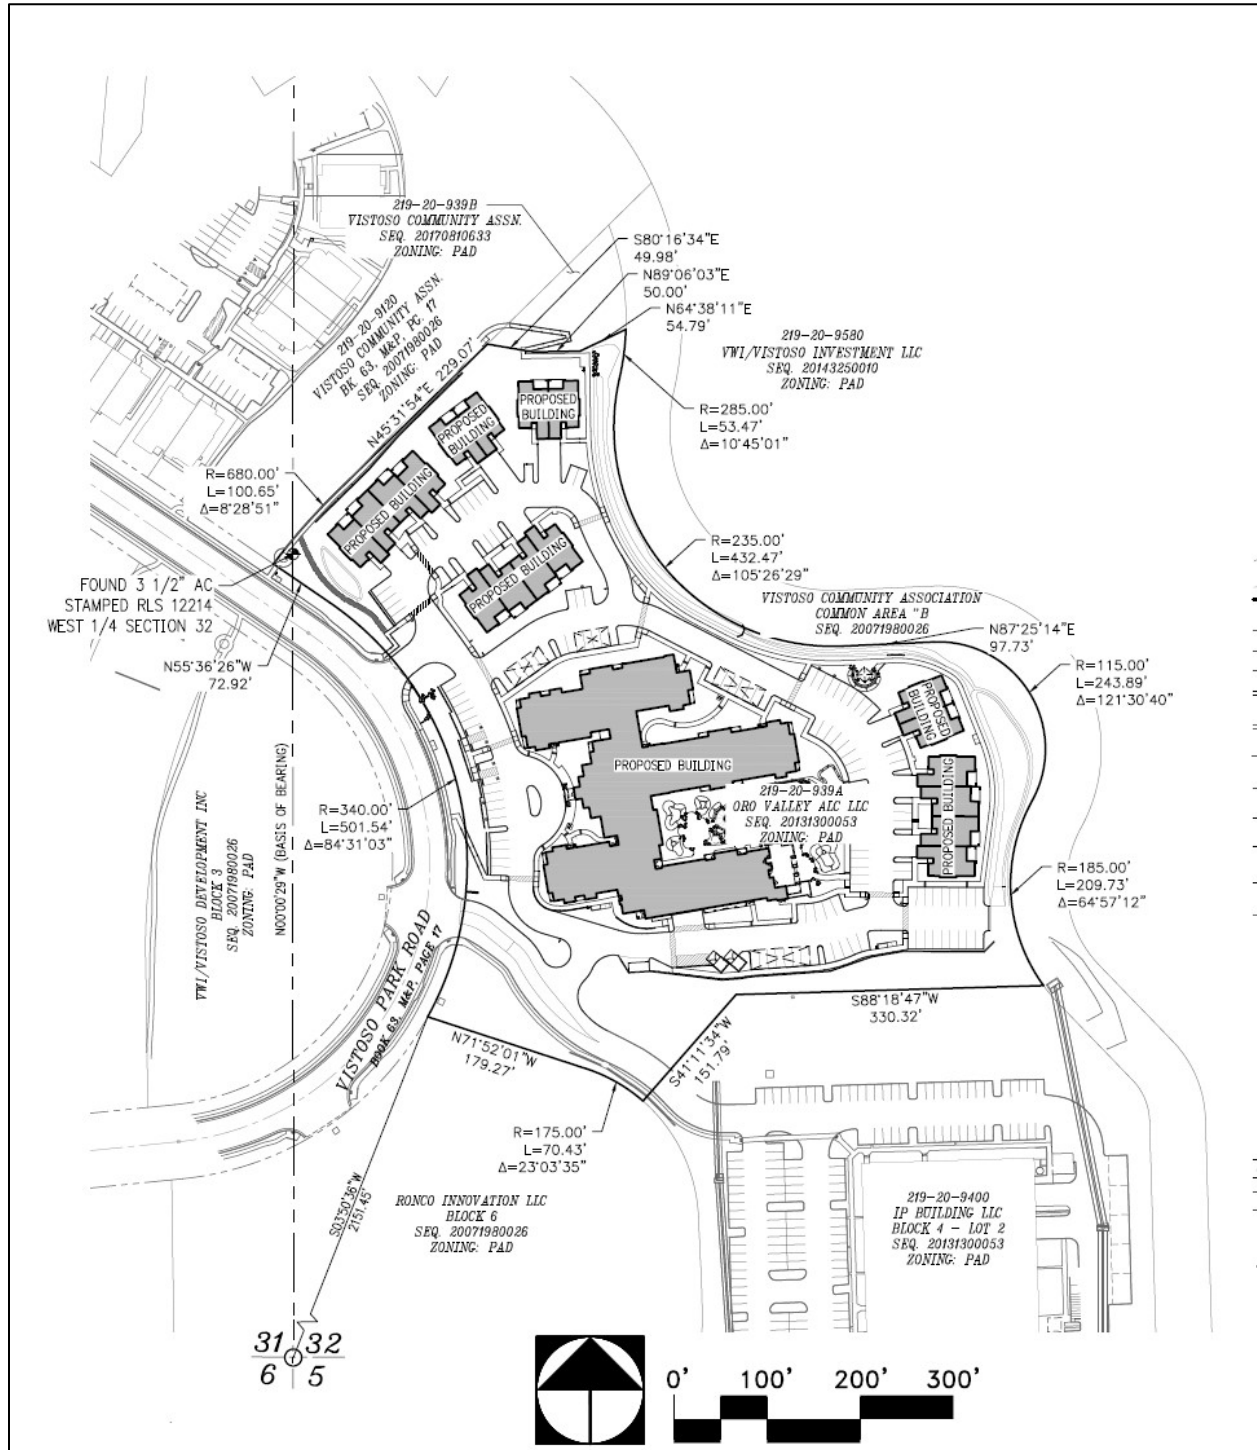 219-20-939B
VISTOSO COMMUNITY ASSN.
SEQ. 20170810633
ZONING: PAD
S80°16'34"E
49.98'
N89°06'03"E
50.00'
N64°38'11"E
54.79'
219-20-9120
VISTOSO COMMUNITY ASSN.
BK. 63, M&P, PG. 17
SEQ. 20071980026
ZONING: PAD
N45°31'54"E 229.07'
219-20-9580
VWI/VISTOSO INVESTMENT LLC
SEQ. 20143250010
ZONING: PAD
PROPOSED
BUILDING
PROPOSED
BUILDING
R=285.00'
L=53.47'
Δ=10°45'01"
R=680.00'
L=100.65'
Δ=8°28'51"
PROPOSED BUILDING
PROPOSED BUILDING
R=235.00'
L=432.47'
Δ=105°26'29"
FOUND 3 1/2" AC
STAMPED RLS 12214
WEST 1/4 SECTION 32
VISTOSO COMMUNITY ASSOCIATION
COMMON AREA "B
SEQ. 20071980026
N87°25'14"E
97.73'
N55°36'26"W
72.92'
R=115.00'
L=243.89'
Δ=121°30'40"
PROPOSED
BUILDING
PROPOSED BUILDING
PROPOSED BUILDING
219-20-939A
ORO VALLEY ALC LLC
SEQ. 20131300053
ZONING: PAD
N00°00'29"W (BASIS OF BEARING)
R=340.00'
L=501.54'
Δ=84°31'03"
VWI/VISTOSO DEVELOPMENT INC
BLOCK 3
SEQ. 20071980026
ZONING: PAD
R=185.00'
L=209.73'
Δ=64°57'12"
VISTOSO PARK ROAD
BOOK 63, M&P, PAGE 17
S88°18'47"W
330.32'
N71°52'01"W
179.27'
S41°11'34"W
151.79'
R=175.00'
L=70.43'
Δ=23°03'35"
S03°50'36"W
2151.45'
RONCO INNOVATION LLC
BLOCK 6
SEQ. 20071980026
ZONING: PAD
219-20-9400
IP BUILDING LLC
BLOCK 4 - LOT 2
SEQ. 20131300053
ZONING: PAD
31 32
6 5
0' 100' 200' 300'